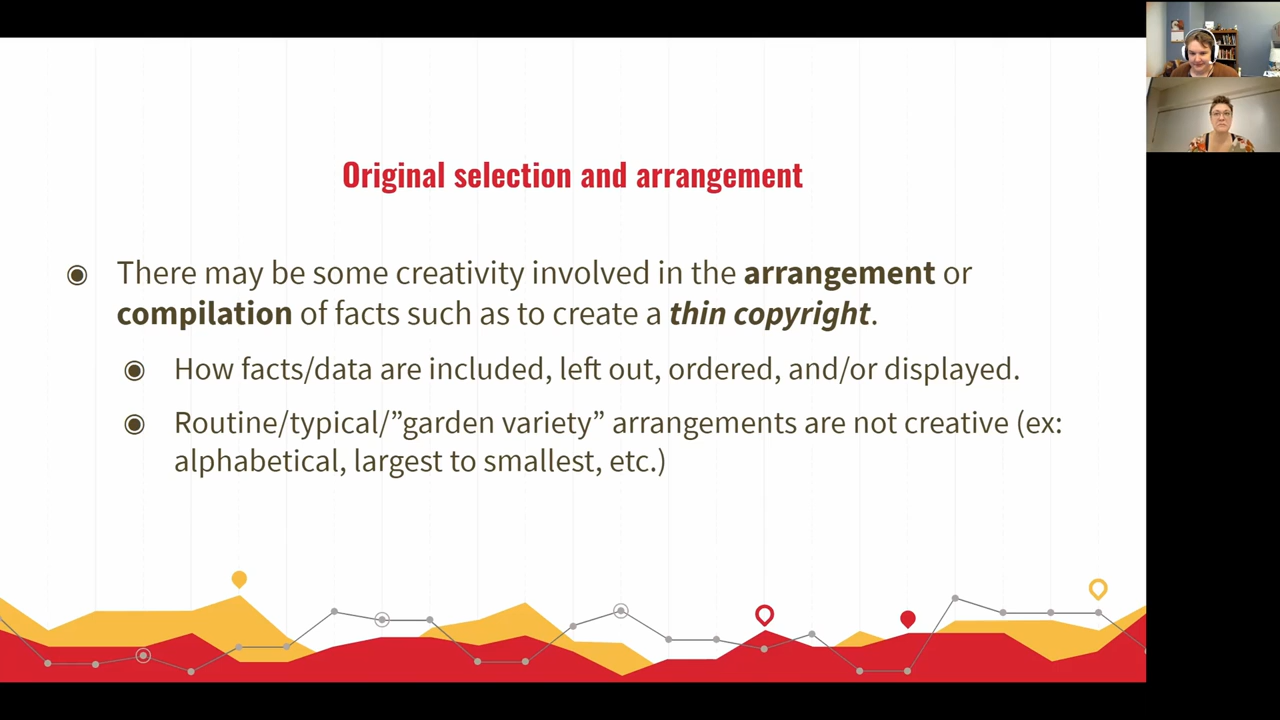 Original selection and arrangement
There may be some creativity involved in the arrangement or
compilation of facts such as to create a thin copyright.
How facts/data are included, left out, ordered, and/or displayed.
Routine/typical/”garden variety” arrangements are not creative (ex:
alphabetical, largest to smallest, etc.)